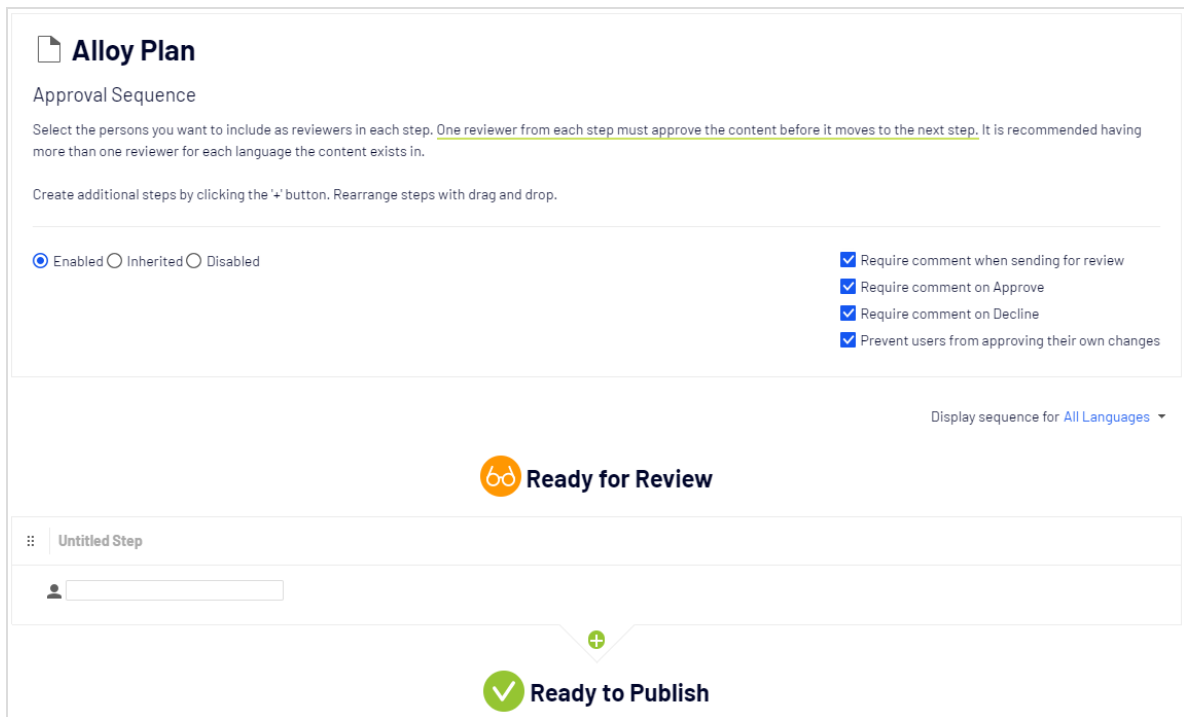 Alloy Plan
Approval Sequence
Select the persons you want to include as reviewers in each step. One reviewer from each step must approve the content before it moves to the next step. It is recommended having
more than one reviewer for each language the content exists in.
Create additional steps by clicking the '+' button. Rearrange steps with drag and drop.
Enabled Inherited Disabled
Require comment when sending for review
Require comment on Approve
Require comment on Decline
Prevent users from approving their own changes
Display sequence for All Languages
Ready for Review
Untitled Step
Ready to Publish